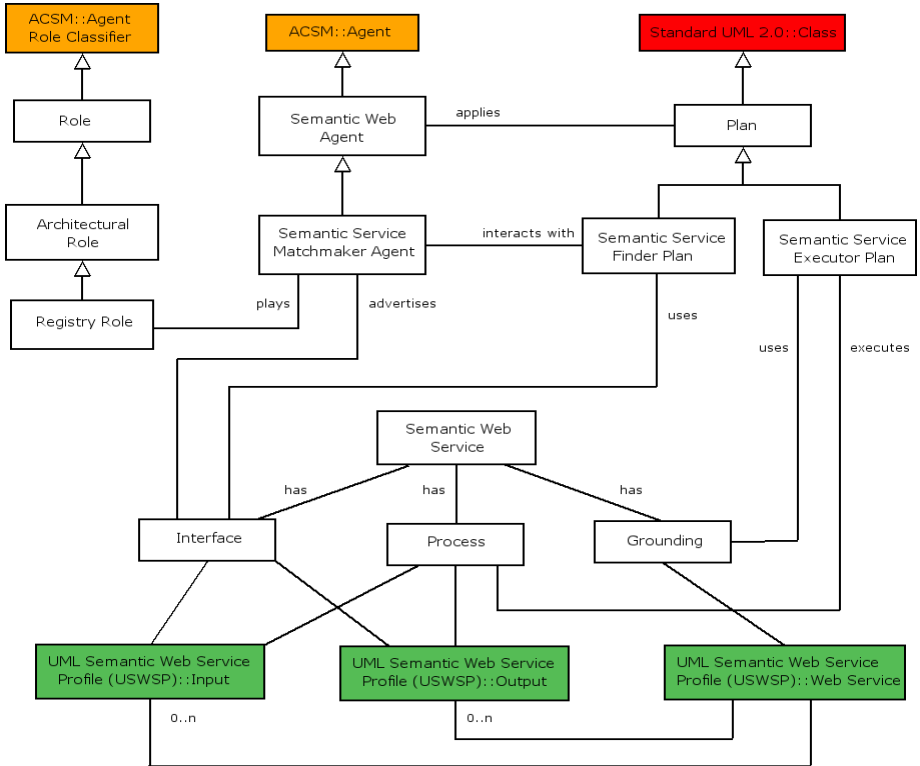 ACSM::Agent
Role Classifier
ACSM::Agent
Standard UML 2.0::Class
Role
Semantic Web
Agent
applies
Plan
Architectural
Role
Semantic Service
Matchmaker Agent
interacts with
Semantic Service
Finder Plan
Semantic Service
Executor Plan
Registry Role
plays
advertises
uses
uses
executes
Semantic Web
Service
has
has
has
Interface
Process
Grounding
UML Semantic Web Service
Profile (USWSP)::Input
UML Semantic Web Service
Profile (USWSP)::Output
UML Semantic Web Service
Profile (USWSP)::Web Service
0..n
0..n